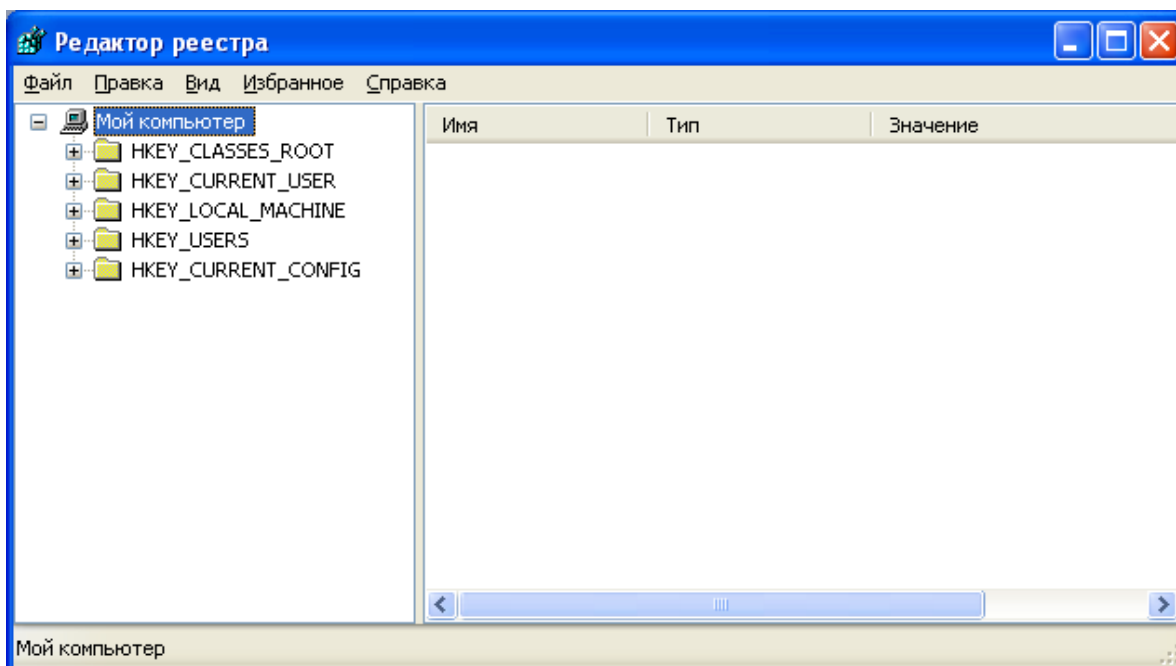 Редактор реестра
Файл Правка Вид Избранное Справка
Мой компьютер
HKEY_CLASSES_ROOT
HKEY_CURRENT_USER
HKEY_LOCAL_MACHINE
HKEY_USERS
HKEY_CURRENT_CONFIG
Имя Тип Значение
Мой компьютер